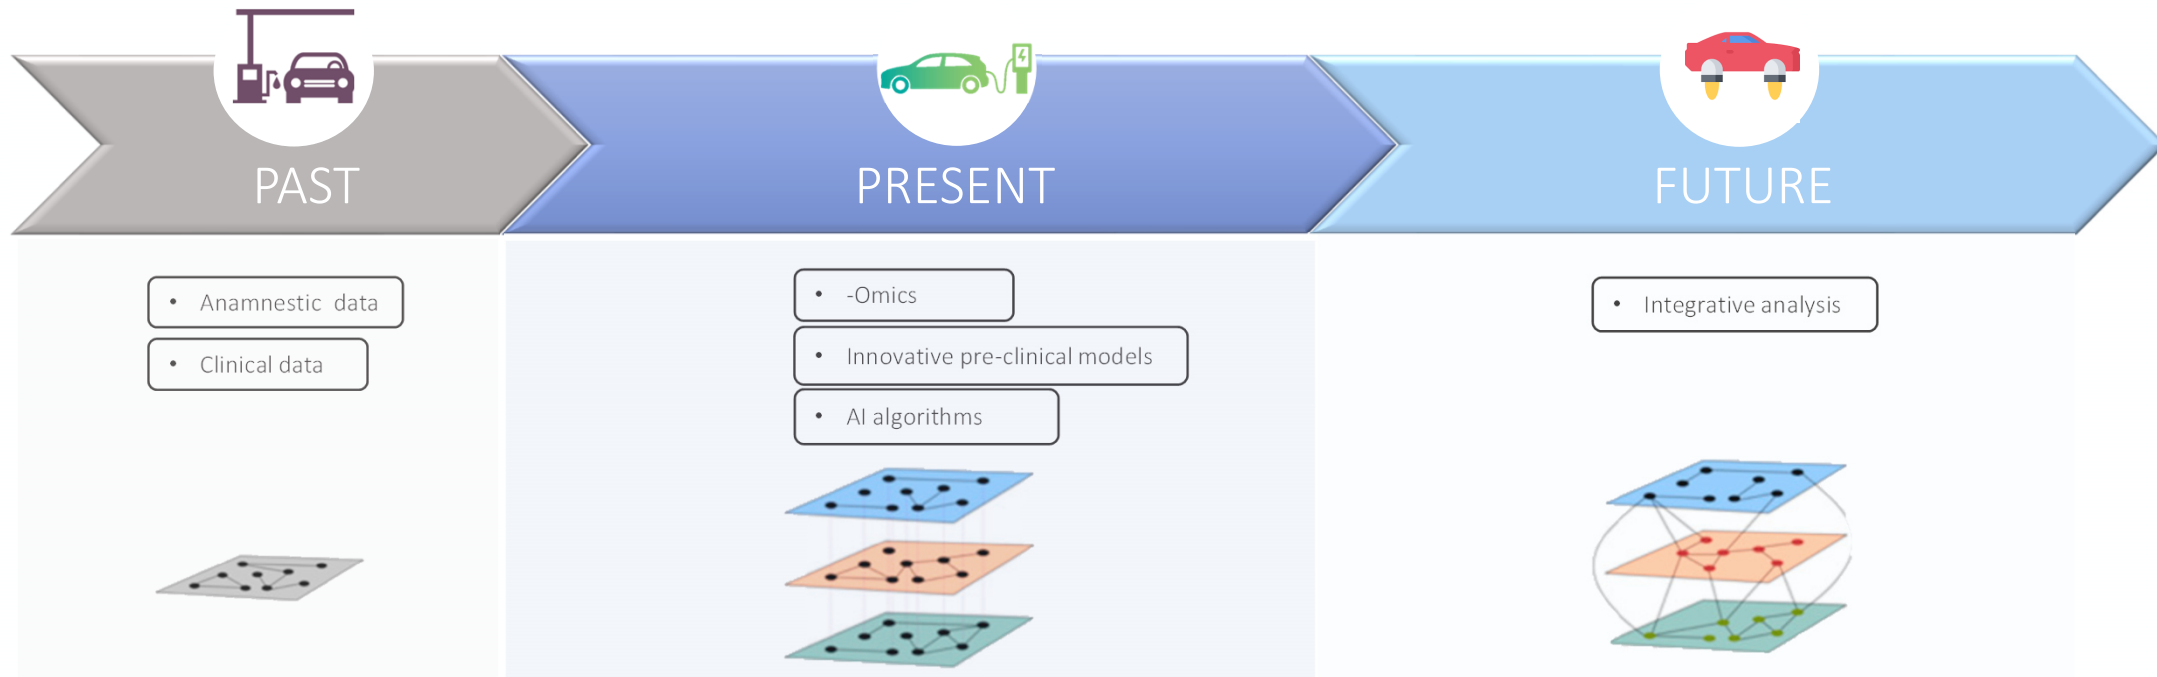 PAST
PRESENT
FUTURE
• Anamnestic data
• Clinical data
• -Omics
• Innovative pre-clinical models
• AI algorithms
• Integrative analysis